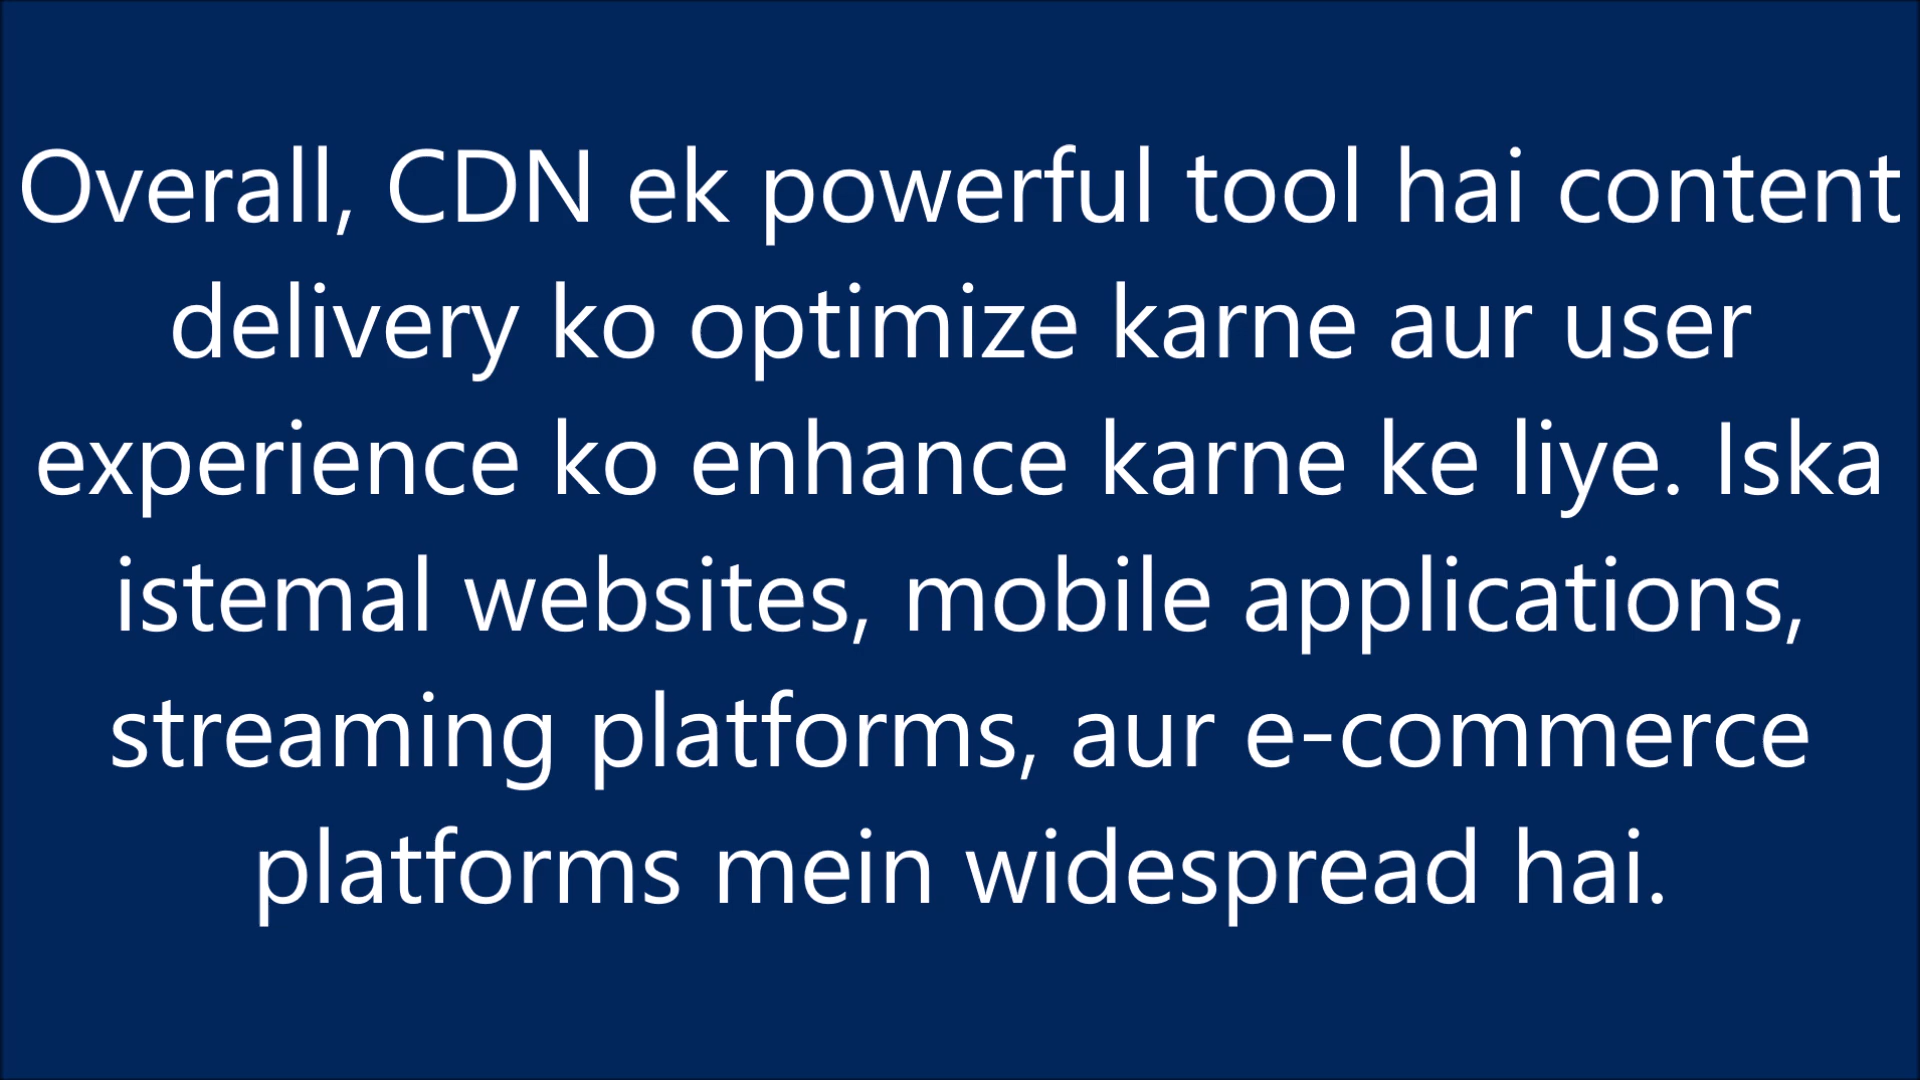 Overall, CDN ek powerful tool hai content
delivery ko optimize karne aur user
experience ko enhance karne ke liye. Iska
istemal websites, mobile applications,
streaming platforms, aur e-commerce
platforms mein widespread hai.